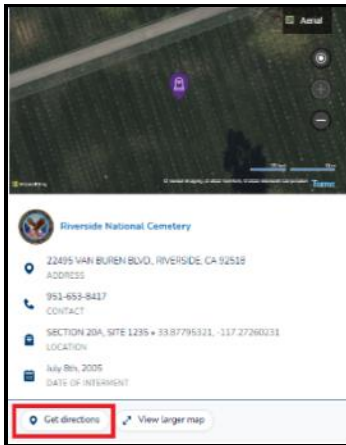 Aerial
Terms
Riverside National Cemetery
22495 VAN BUREN BLVD., RIVERSIDE, CA 92518
ADDRESS
951-653-8417
CONTACT
SECTION 20A, SITE 1235 • 33.87795321, -117.27260231
LOCATION
July 8th, 2005
DATE OF INTERMENT
Get directions View larger map